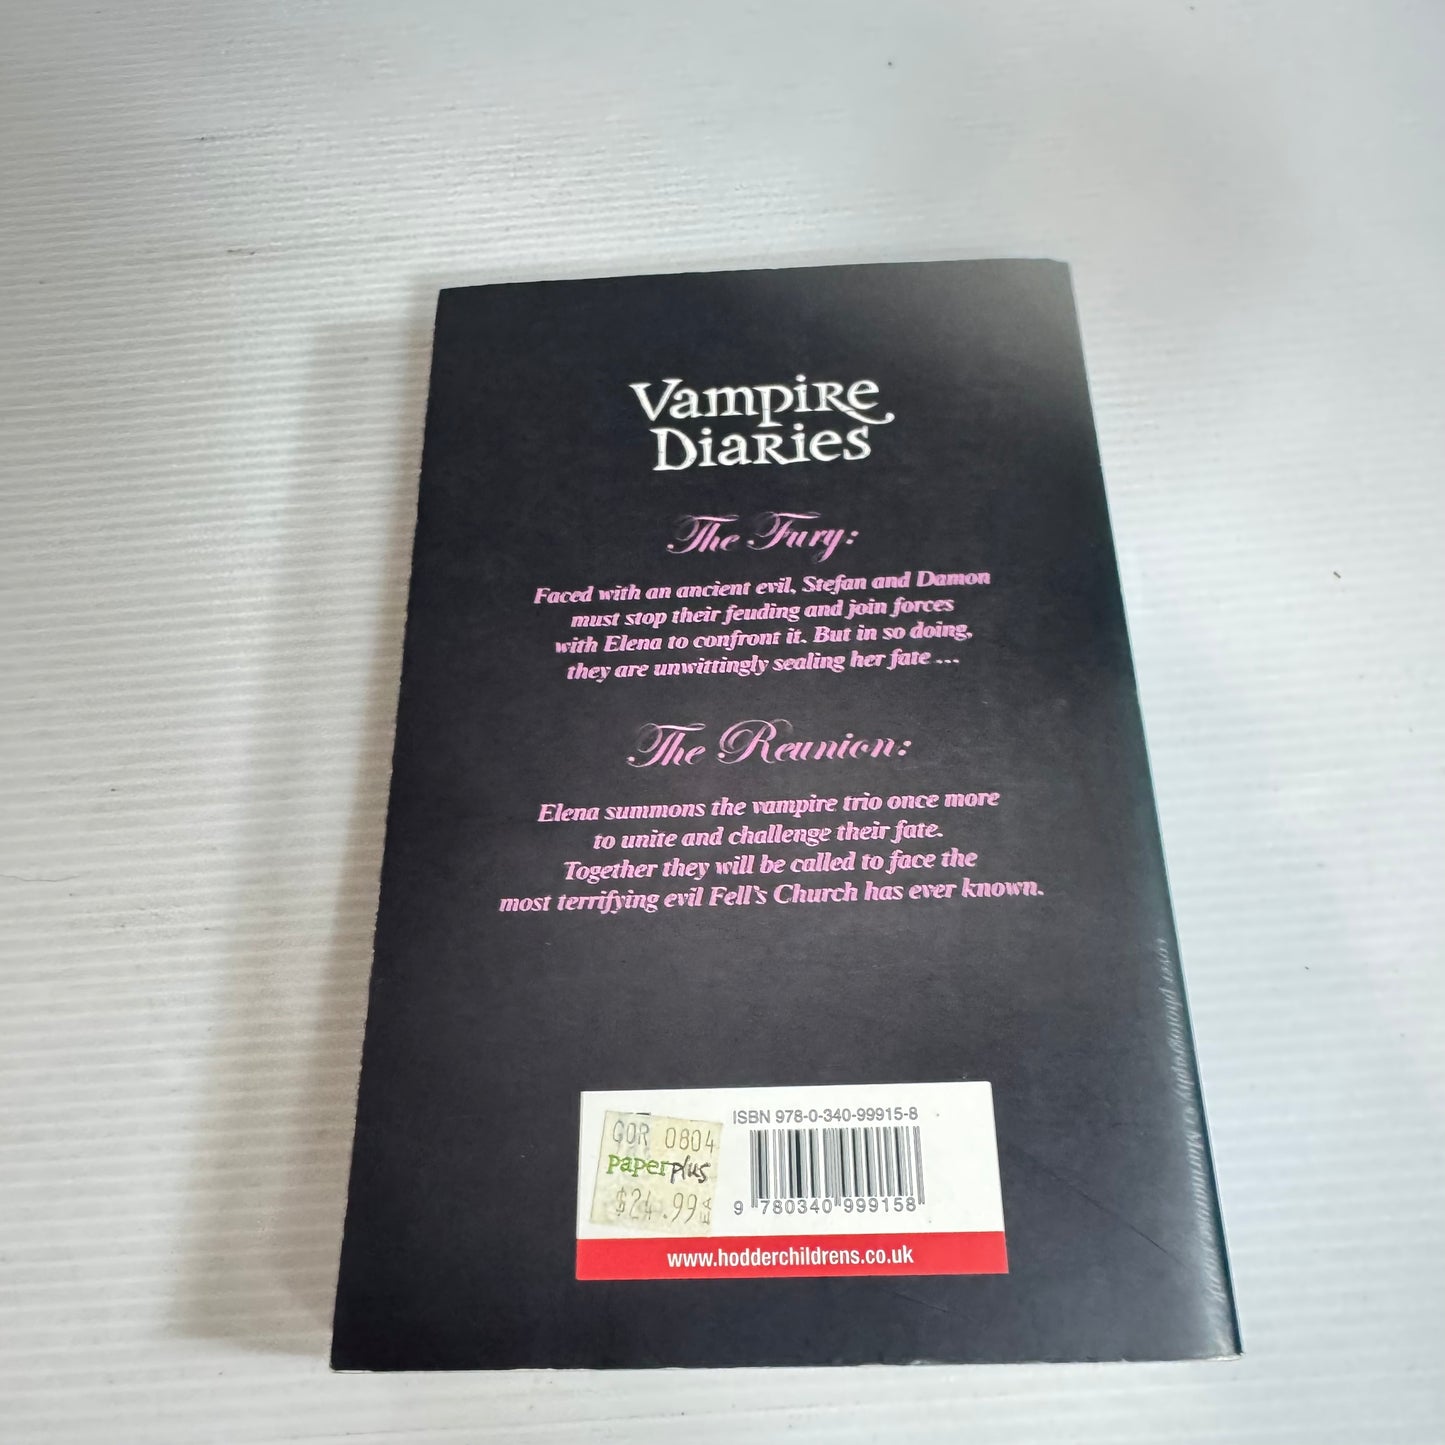 Vampire
Diaries
The Fury:
Faced with an ancient evil, Stefan and Damon
must stop their feuding and join forces
with Elena to confront it. But in so doing,
they are unwittingly sealing her fate ...
The Reunion:
Elena summons the vampire trio once more
to unite and challenge their fate.
Together they will be called to face the
most terrifying evil Fell's Church has ever known.
ISBN 978-0-340-99915-8
GOR 0804
paperplus
$24.99 EA
9 780340 999158
www.hodderchildrens.co.uk